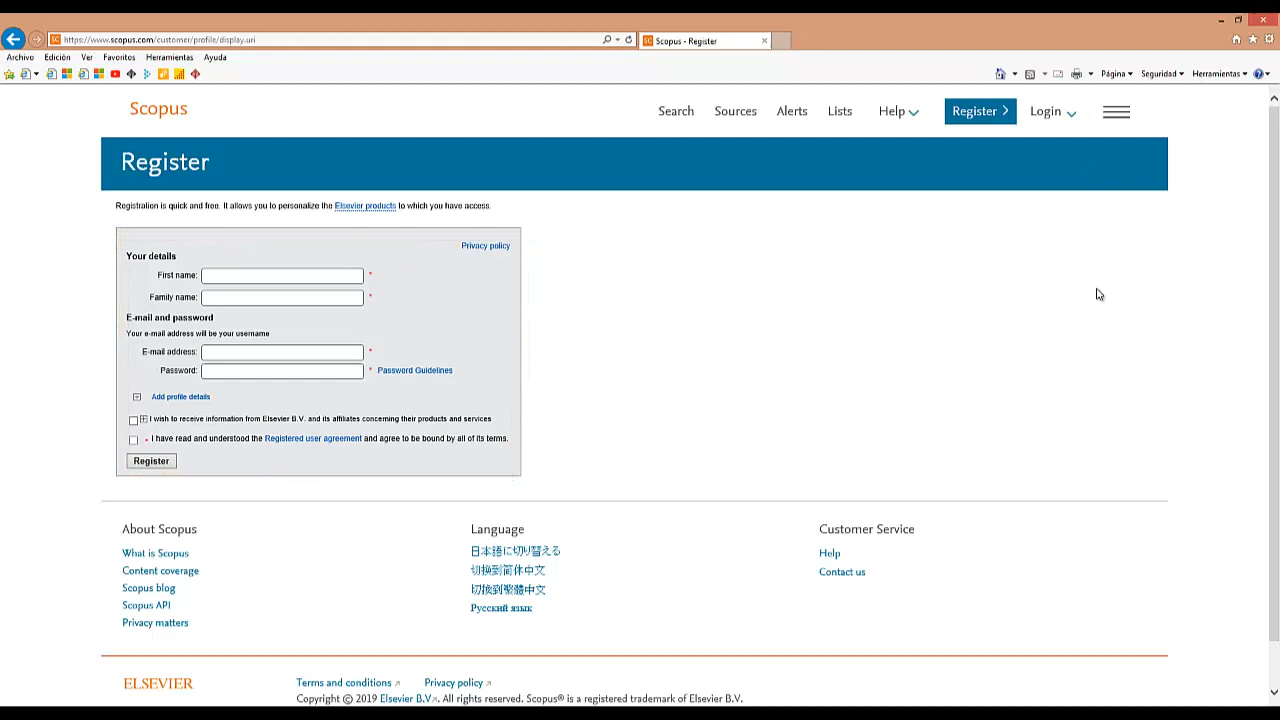 https://www.scopus.com/customer/profile/display.uri
Scopus - Register
Archivo Edición Ver Favoritos Herramientas Ayuda
Página Seguridad Herramientas
Scopus
Search Sources Alerts Lists Help Register Login
Register
Registration is quick and free. It allows you to personalize the Elsevier products to which you have access.
Privacy policy
Your details
First name: *
Family name: *
E-mail and password
Your e-mail address will be your username
E-mail address: *
Password: * Password Guidelines
Add profile details
I wish to receive information from Elsevier B.V. and its affiliates concerning their products and services
* I have read and understood the Registered user agreement and agree to be bound by all of its terms.
Register
About Scopus
What is Scopus
Content coverage
Scopus blog
Scopus API
Privacy matters
Language
日本語に切り替える
切换到简体中文
切換到繁體中文
Русский язык
Customer Service
Help
Contact us
ELSEVIER
Terms and conditions Privacy policy
Copyright © 2019 Elsevier B.V. All rights reserved. Scopus® is a registered trademark of Elsevier B.V.